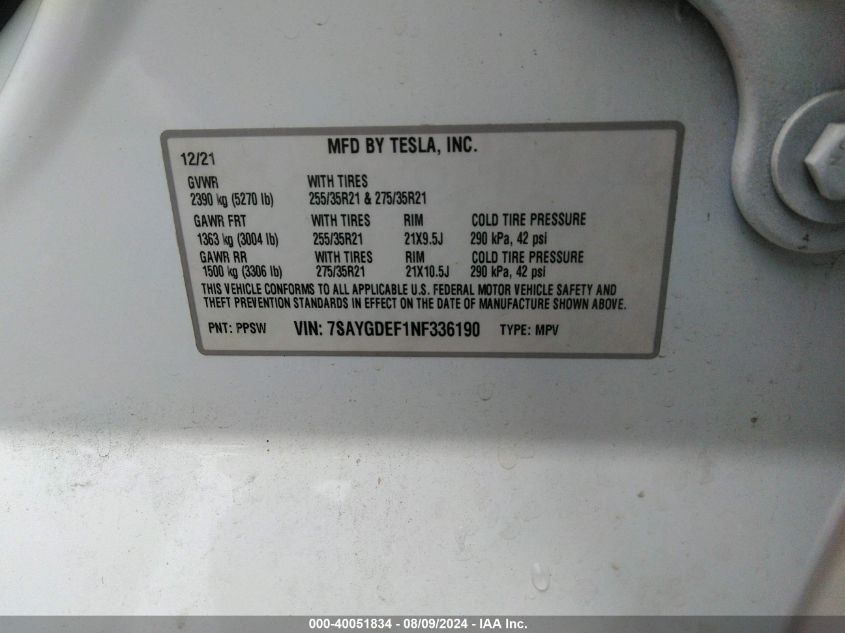 MFD BY TESLA, INC.
12/21
GVWR WITH TIRES
2390 kg (5270 lb) 255/35R21 & 275/35R21
GAWR FRT WITH TIRES RIM COLD TIRE PRESSURE
1363 kg (3004 lb) 255/35R21 21X9.5J 290 kPa, 42 psi
GAWR RR WITH TIRES RIM COLD TIRE PRESSURE
1500 kg (3306 lb) 275/35R21 21X10.5J 290 kPa, 42 psi
THIS VEHICLE CONFORMS TO ALL APPLICABLE U.S. FEDERAL MOTOR VEHICLE SAFETY AND
THEFT PREVENTION STANDARDS IN EFFECT ON THE DATE OF MANUFACTURE SHOWN ABOVE.
PNT: PPSW VIN: 7SAYGDEF1NF336190 TYPE: MPV
000-40051834 - 08/09/2024 - IAA Inc.